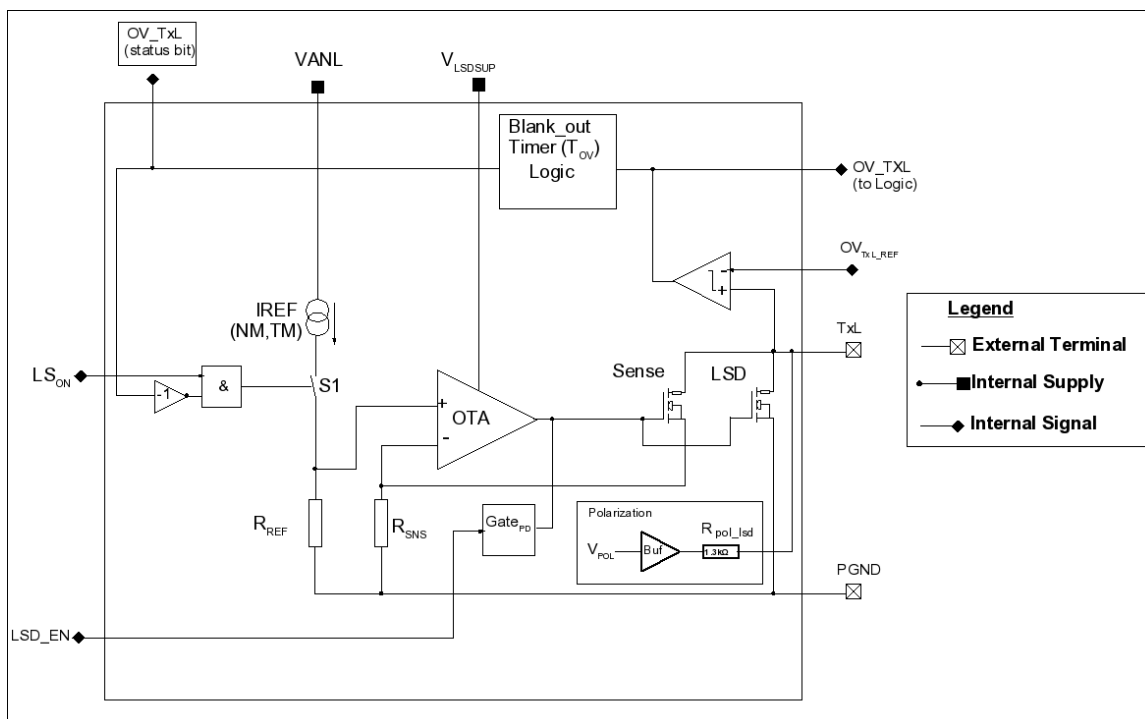 OV_TxL
(status bit)
VANL
VLSDSUP
Blank_out
Timer (TOV)
Logic
OV_TXL
(to Logic)
OVTxL_REF
IREF
(NM,TM)
TxL
LSON
-1
&
S1
Sense
LSD
OTA
+
-
-
+
RREF
RSNS
GatePD
Polarization
VPOL
Buf
Rpol_lsd
1.3kΩ
PGND
LSD_EN
Legend
External Terminal
Internal Supply
Internal Signal